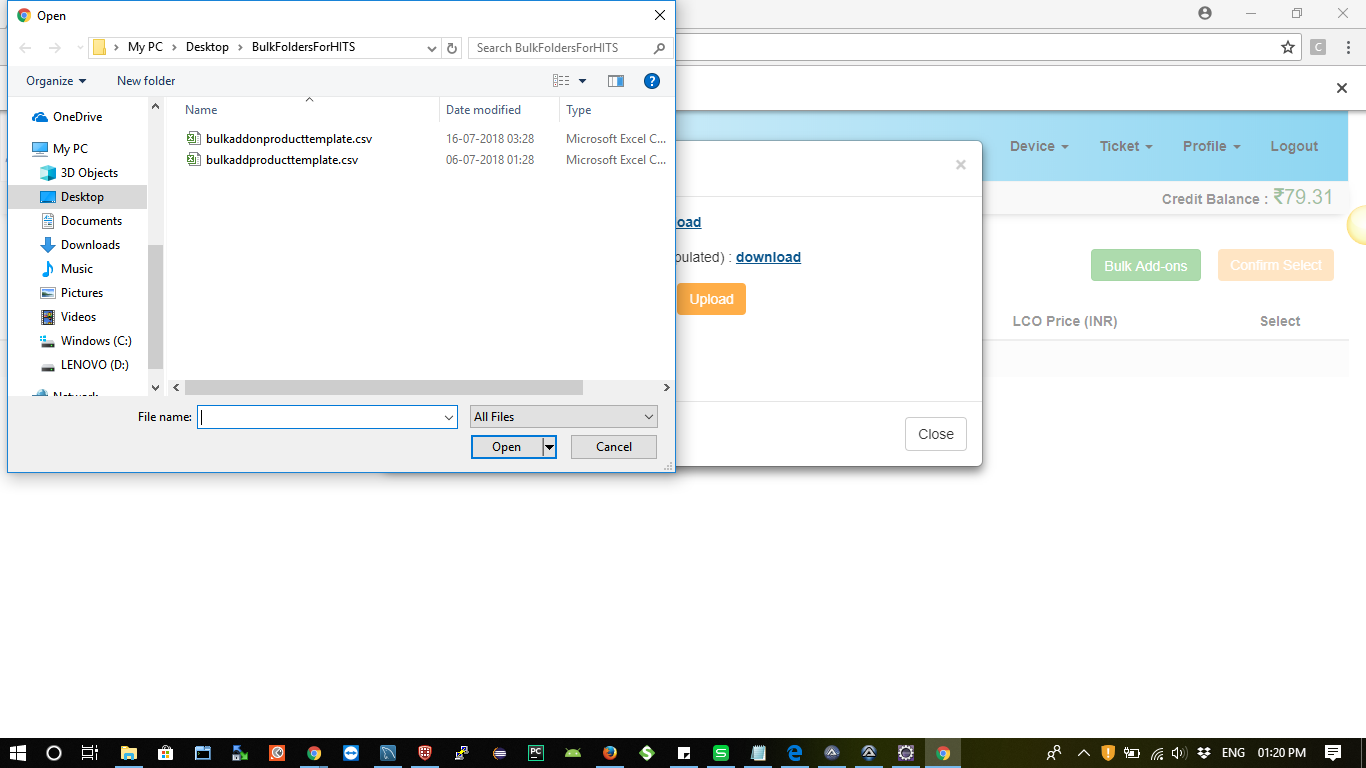 Open
My PC > Desktop > BulkFoldersForHITS
Search BulkFoldersForHITS
Organize
New folder
Name
Date modified
Type
OneDrive
My PC
3D Objects
Desktop
Documents
Downloads
Music
Pictures
Videos
Windows (C:)
LENOVO (D:)
Network
bulkaddonproducttemplate.csv 16-07-2018 03:28 Microsoft Excel C...
bulkaddproducttemplate.csv 06-07-2018 01:28 Microsoft Excel C...
File name:
All Files
Open
Cancel
Device
Ticket
Profile
Logout
Credit Balance : ₹79.31
oad
pulated) : download
Upload
Bulk Add-ons
Confirm Select
LCO Price (INR)
Select
Close
ENG
01:20 PM